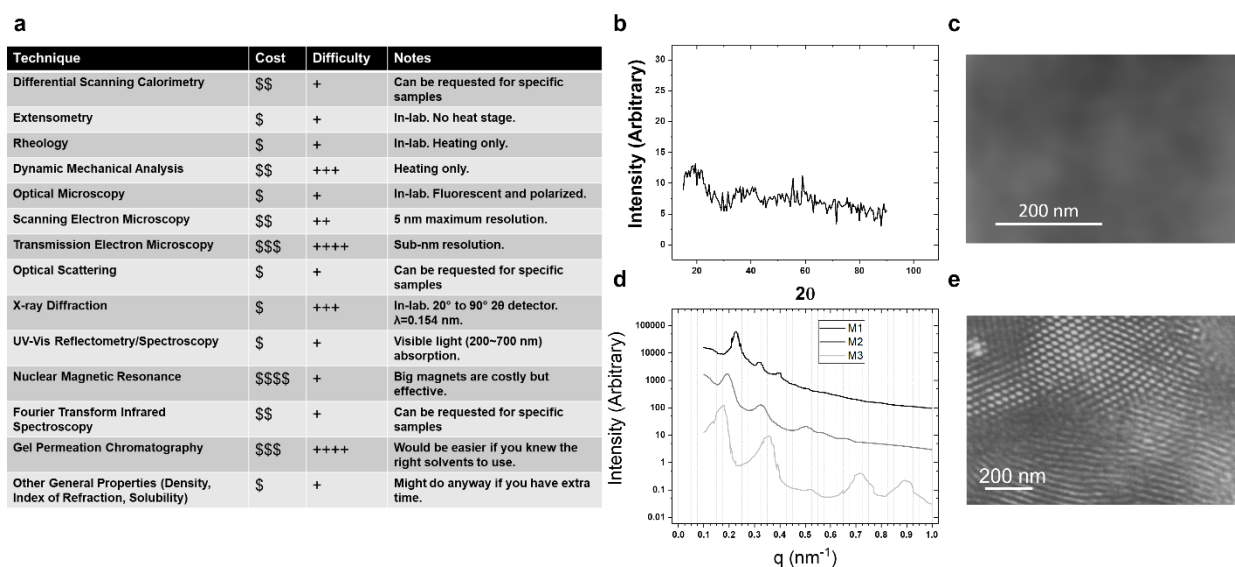 a
Technique Cost Difficulty Notes
Differential Scanning Calorimetry $$ + Can be requested for specific
samples
Extensometry $ + In-lab. No heat stage.
Rheology $ + In-lab. Heating only.
Dynamic Mechanical Analysis $$ +++ Heating only.
Optical Microscopy $ + In-lab. Fluorescent and polarized.
Scanning Electron Microscopy $$ ++ 5 nm maximum resolution.
Transmission Electron Microscopy $$$ ++++ Sub-nm resolution.
Optical Scattering $ + Can be requested for specific
samples
X-ray Diffraction $ +++ In-lab. 20° to 90° 2θ detector.
λ=0.154 nm.
UV-Vis Reflectometry/Spectroscopy $ + Visible light (200~700 nm)
absorption.
Nuclear Magnetic Resonance $$$$ + Big magnets are costly but
effective.
Fourier Transform Infrared
Spectroscopy $$ + Can be requested for specific
samples
Gel Permeation Chromatography $$$ ++++ Would be easier if you knew the
right solvents to use.
Other General Properties (Density,
Index of Refraction, Solubility) $ + Might do anyway if you have extra
time.
b
Intensity (Arbitrary)
30
25
20
15
10
5
0
20 40 60 80 100
2θ
c
200 nm
d
Intensity (Arbitrary)
100000
10000
1000
100
10
1
0.1
0.01
M1
M2
M3
0.0 0.1 0.2 0.3 0.4 0.5 0.6 0.7 0.8 0.9 1.0
q (nm⁻¹)
e
200 nm